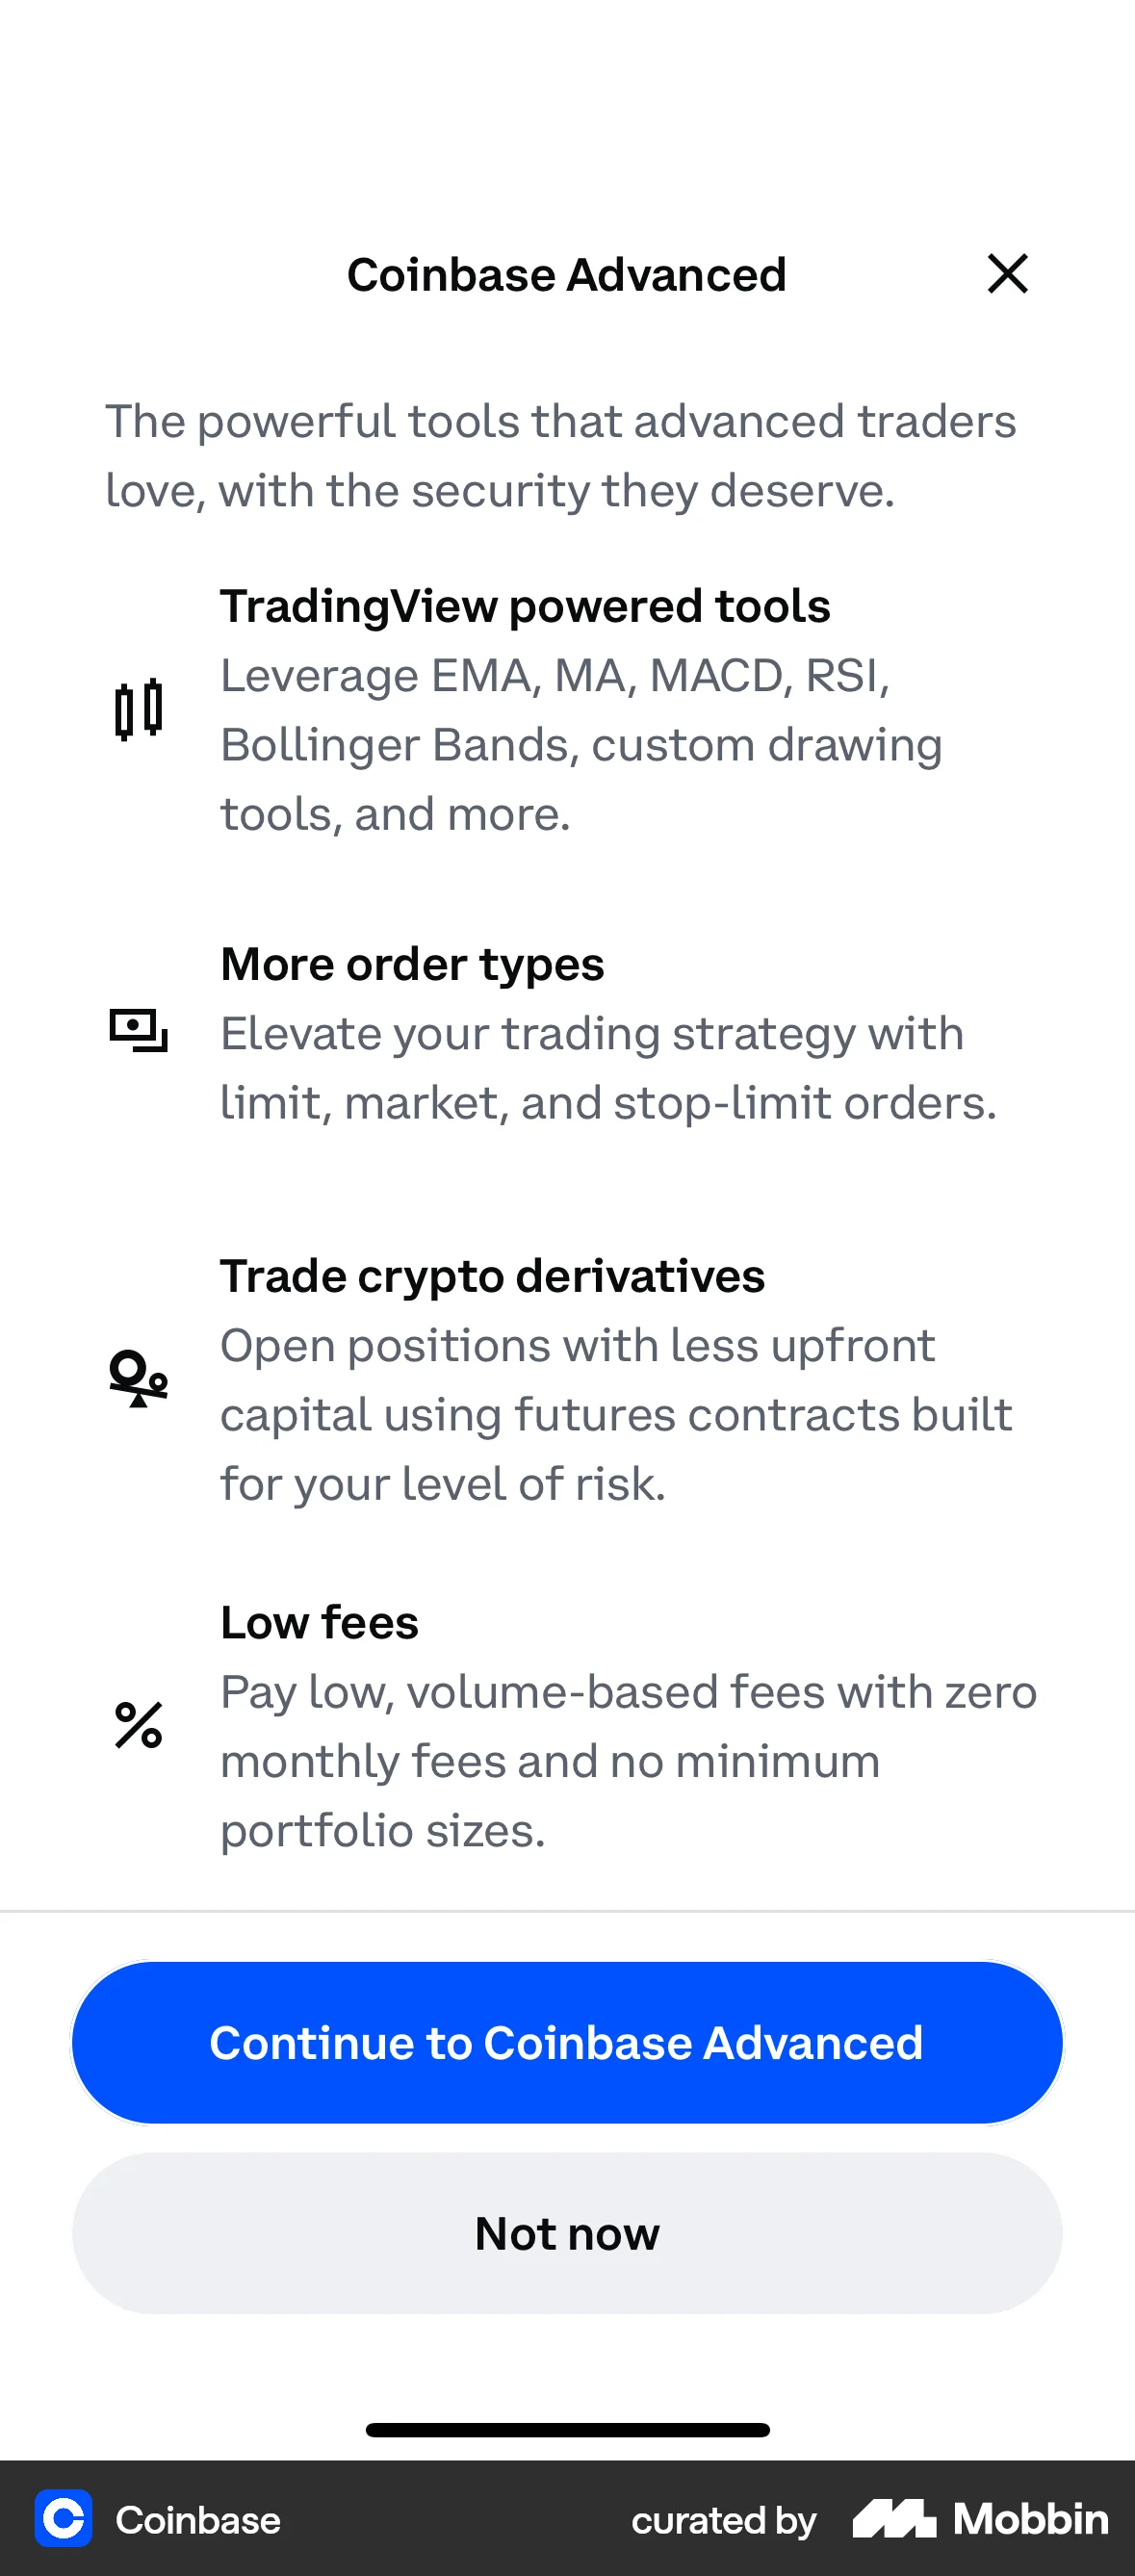 Coinbase Advanced
The powerful tools that advanced traders
love, with the security they deserve.
TradingView powered tools
Leverage EMA, MA, MACD, RSI,
Bollinger Bands, custom drawing
tools, and more.
More order types
Elevate your trading strategy with
limit, market, and stop-limit orders.
Trade crypto derivatives
Open positions with less upfront
capital using futures contracts built
for your level of risk.
Low fees
Pay low, volume-based fees with zero
monthly fees and no minimum
portfolio sizes.
Continue to Coinbase Advanced
Not now
Coinbase
curated by Mobbin